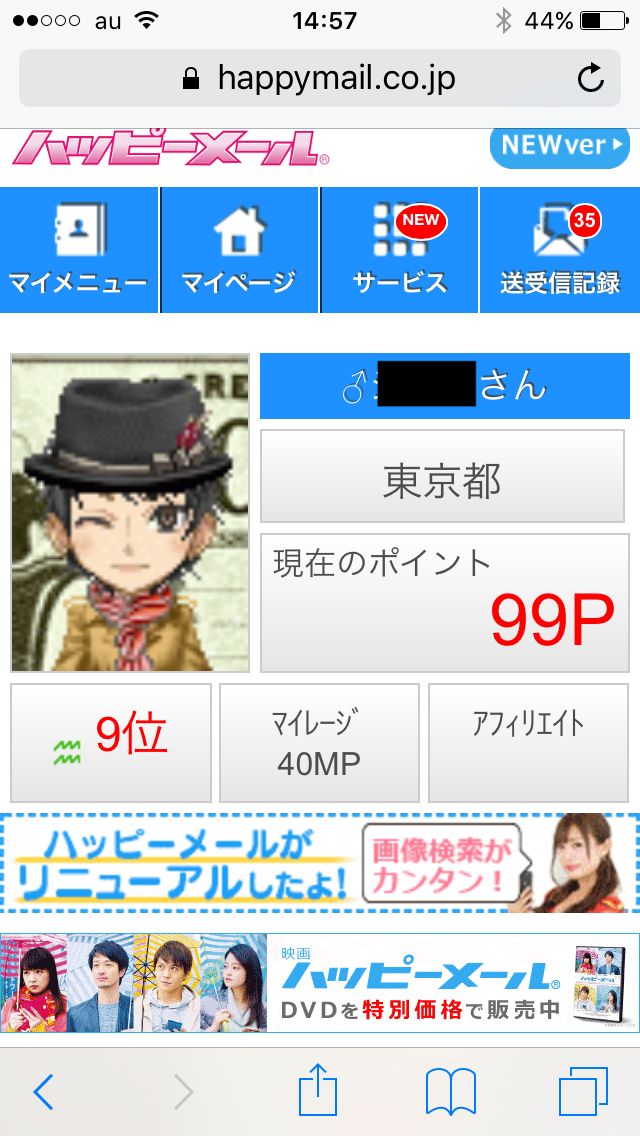 au 14:57 44%
happymail.co.jp
ハッピーメール®
NEWver
マイメニュー
マイページ
NEW
サービス
35
送受信記録
♂
さん
東京都
現在のポイント
99P
♒ 9位
ﾏｲﾚｰｼﾞ
40MP
ｱﾌｨﾘｴｲﾄ
ハッピーメールが
リニューアルしたよ!
画像検索が
カンタン!
映画
ハッピーメール®
DVDを特別価格で販売中